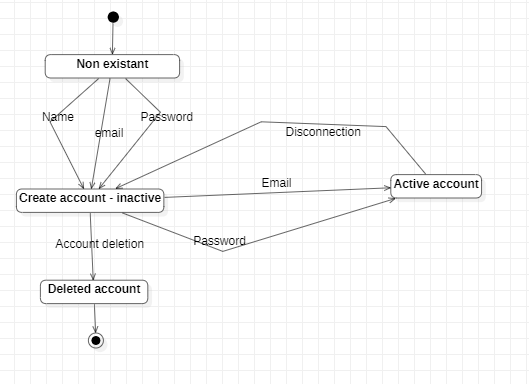 Non existant
Name
email
Password
Disconnection
Email
Active account
Create account - inactive
Password
Account deletion
Deleted account